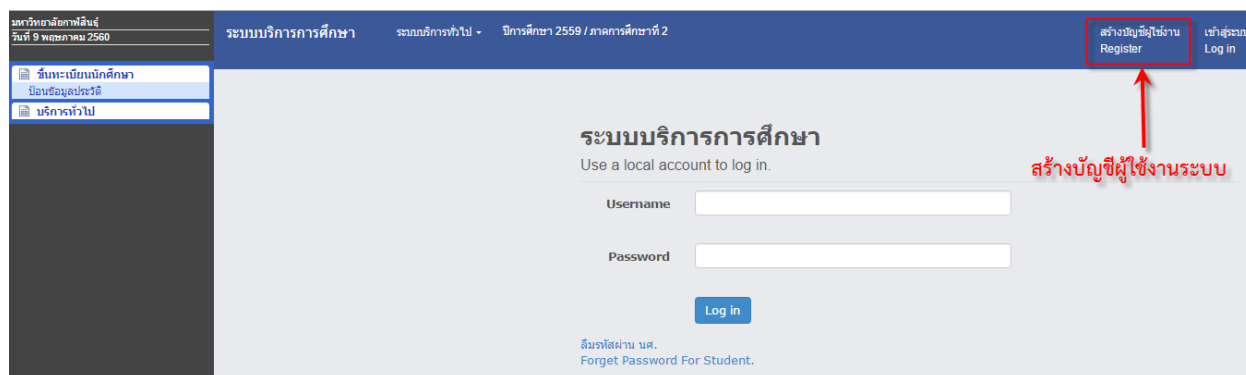 มหาวิทยาลัยกาฬสินธุ์
วันที่ 9 พฤษภาคม 2560
ระบบบริการการศึกษา
ระบบบริการทั่วไป
ปีการศึกษา 2559 / ภาคการศึกษาที่ 2
สร้างบัญชีผู้ใช้งาน
Register
เข้าสู่ระบบ
Log in
ขึ้นทะเบียนนักศึกษา
ป้อนข้อมูลประวัติ
บริการทั่วไป
ระบบบริการการศึกษา
Use a local account to log in.
สร้างบัญชีผู้ใช้งานระบบ
Username
Password
Log in
ลืมรหัสผ่าน นศ.
Forget Password For Student.